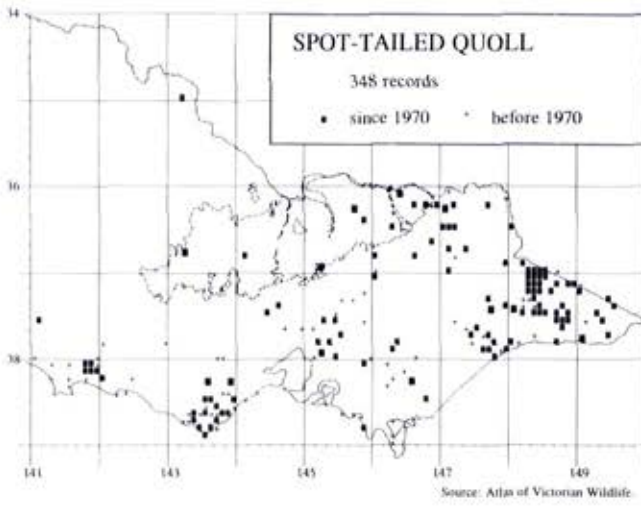 34
SPOT-TAILED QUOLL
348 records
since 1970 before 1970
36
38
141 143 145 147 149
Source: Atlas of Victorian Wildlife.